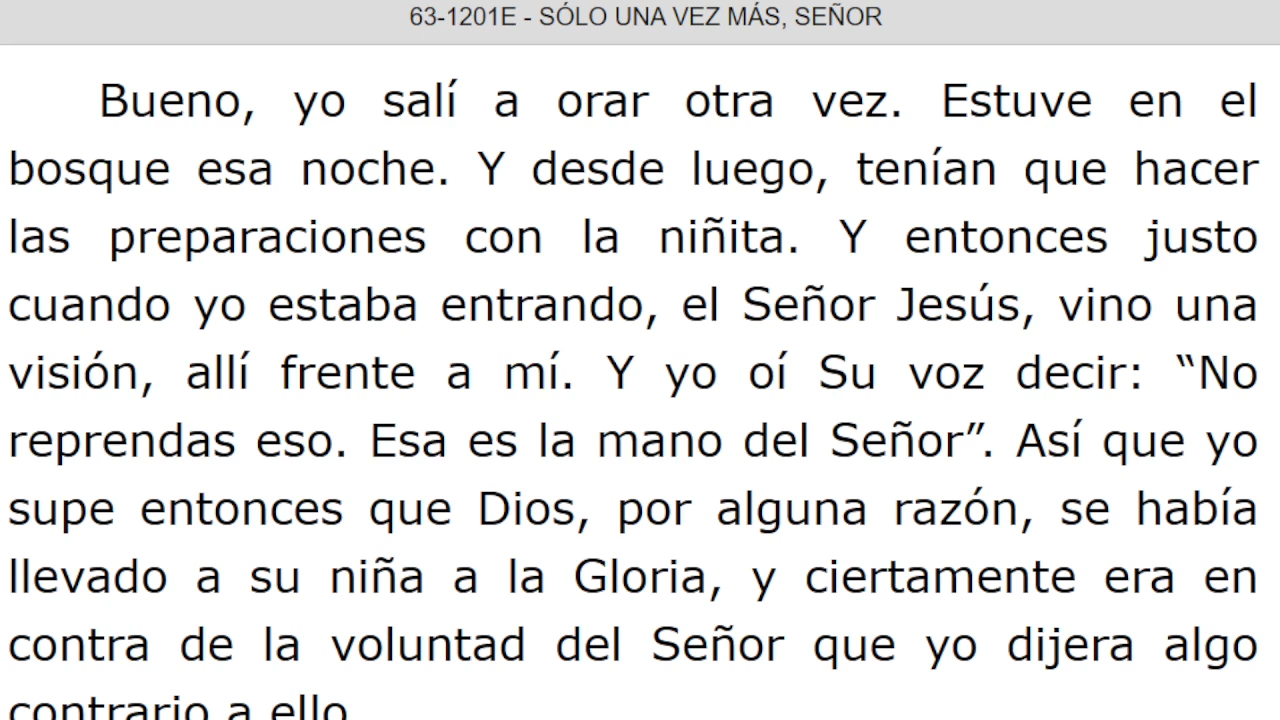 63-1201E - SÓLO UNA VEZ MÁS, SEÑOR
Bueno, yo salí a orar otra vez. Estuve en el
bosque esa noche. Y desde luego, tenían que hacer
las preparaciones con la niñita. Y entonces justo
cuando yo estaba entrando, el Señor Jesús, vino una
visión, allí frente a mí. Y yo oí Su voz decir: “No
reprendas eso. Esa es la mano del Señor”. Así que yo
supe entonces que Dios, por alguna razón, se había
llevado a su niña a la Gloria, y ciertamente era en
contra de la voluntad del Señor que yo dijera algo
contrario a ello